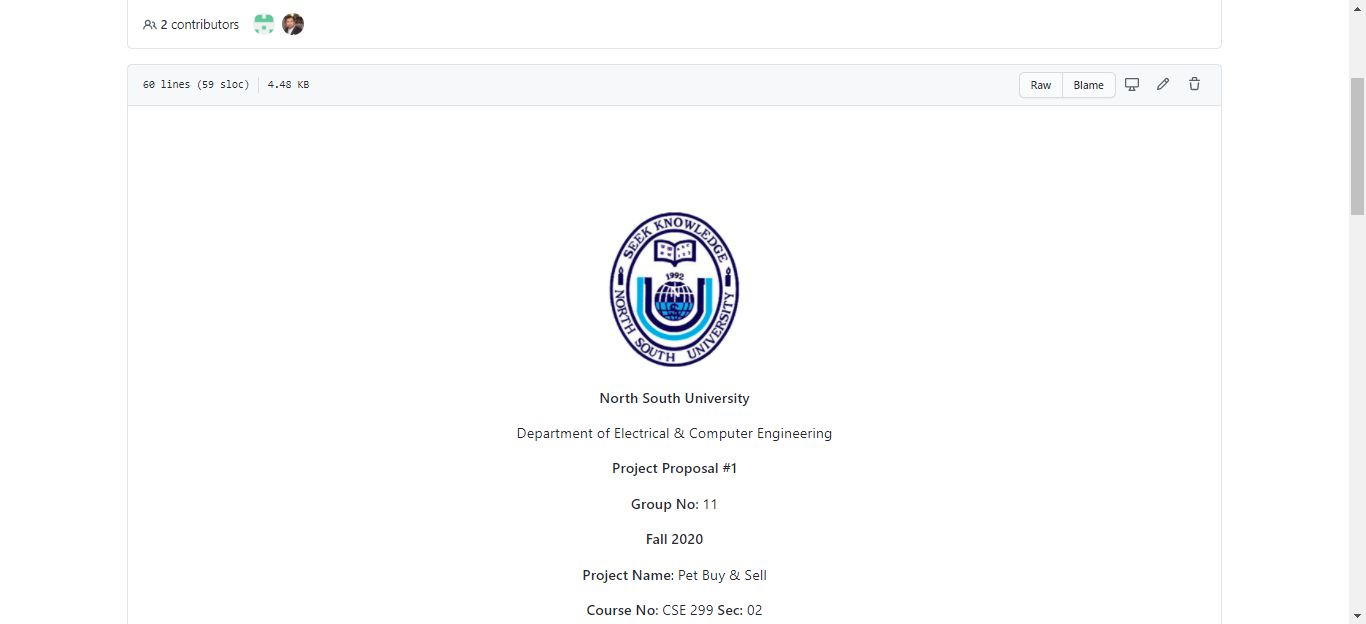 2 contributors
60 lines (59 sloc) 4.48 KB
Raw Blame
SEEK KNOWLEDGE
1992
NORTH SOUTH UNIVERSITY
North South University
Department of Electrical & Computer Engineering
Project Proposal #1
Group No: 11
Fall 2020
Project Name: Pet Buy & Sell
Course No: CSE 299 Sec: 02